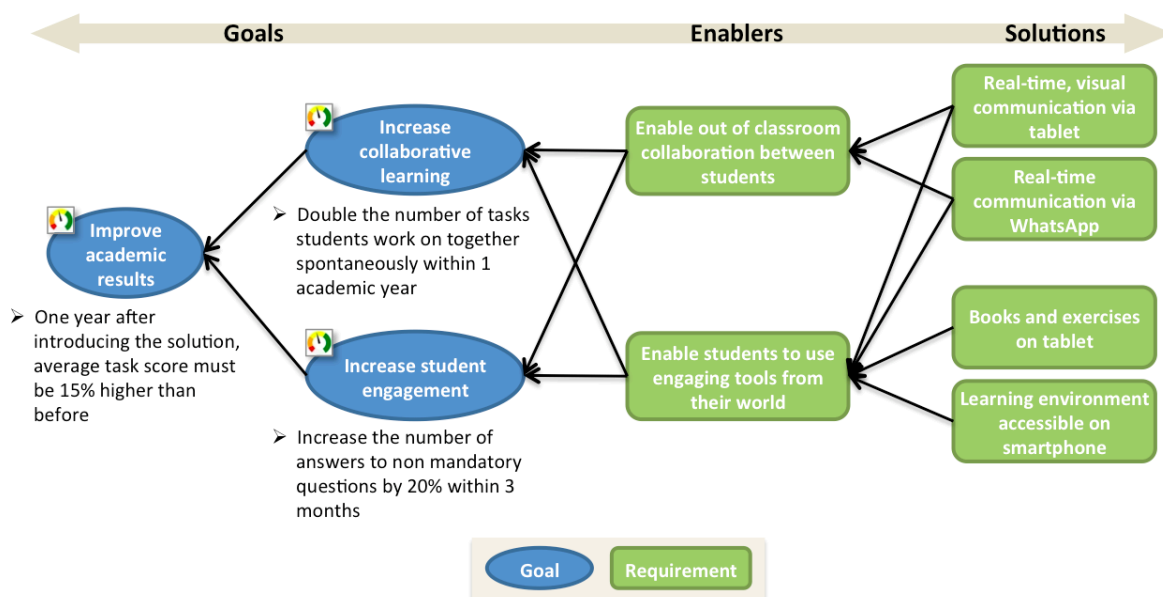 Goals
Enablers
Solutions
Improve
academic
results
➢ One year after
introducing the solution,
average task score must
be 15% higher than
before
Increase
collaborative
learning
➢ Double the number of tasks
students work on together
spontaneously within 1
academic year
Increase student
engagement
➢ Increase the number of
answers to non mandatory
questions by 20% within 3
months
Enable out of classroom
collaboration between
students
Enable students to use
engaging tools from
their world
Real-time, visual
communication via
tablet
Real-time
communication via
WhatsApp
Books and exercises
on tablet
Learning environment
accessible on
smartphone
Goal
Requirement